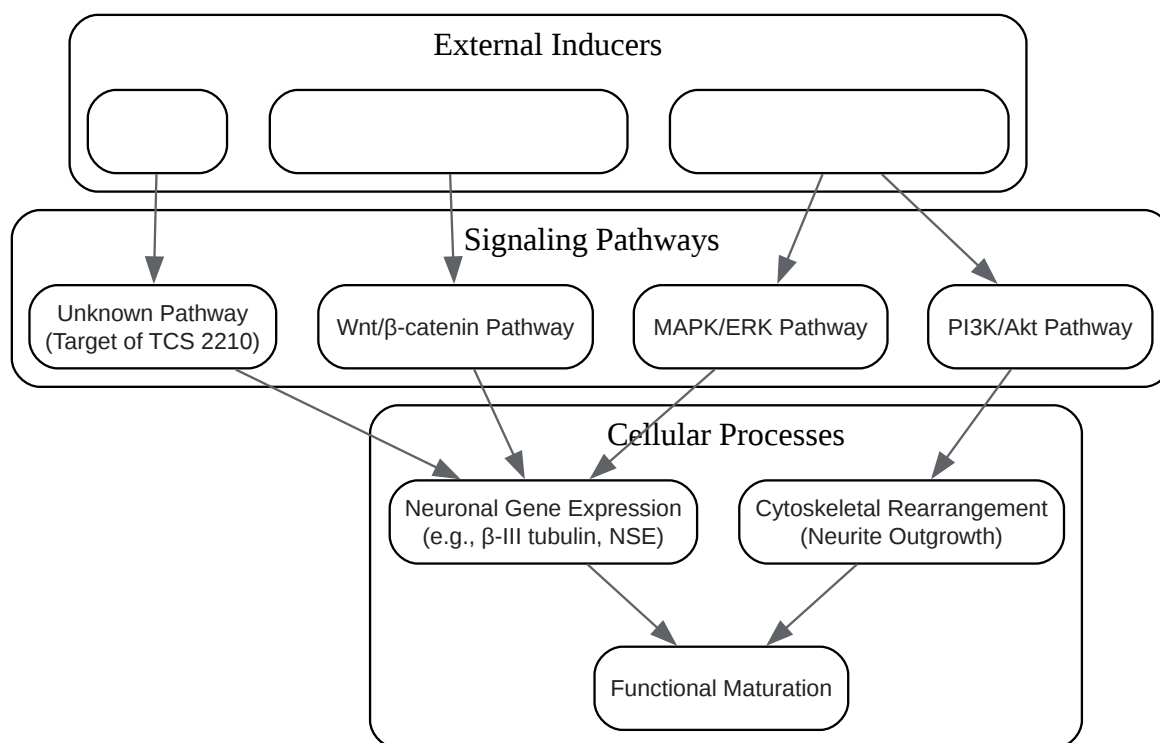 External Inducers
Signaling Pathways
Unknown Pathway
(Target of TCS 2210)
Wnt/β-catenin Pathway
MAPK/ERK Pathway
PI3K/Akt Pathway
Cellular Processes
Neuronal Gene Expression
(e.g., β-III tubulin, NSE)
Cytoskeletal Rearrangement
(Neurite Outgrowth)
Functional Maturation